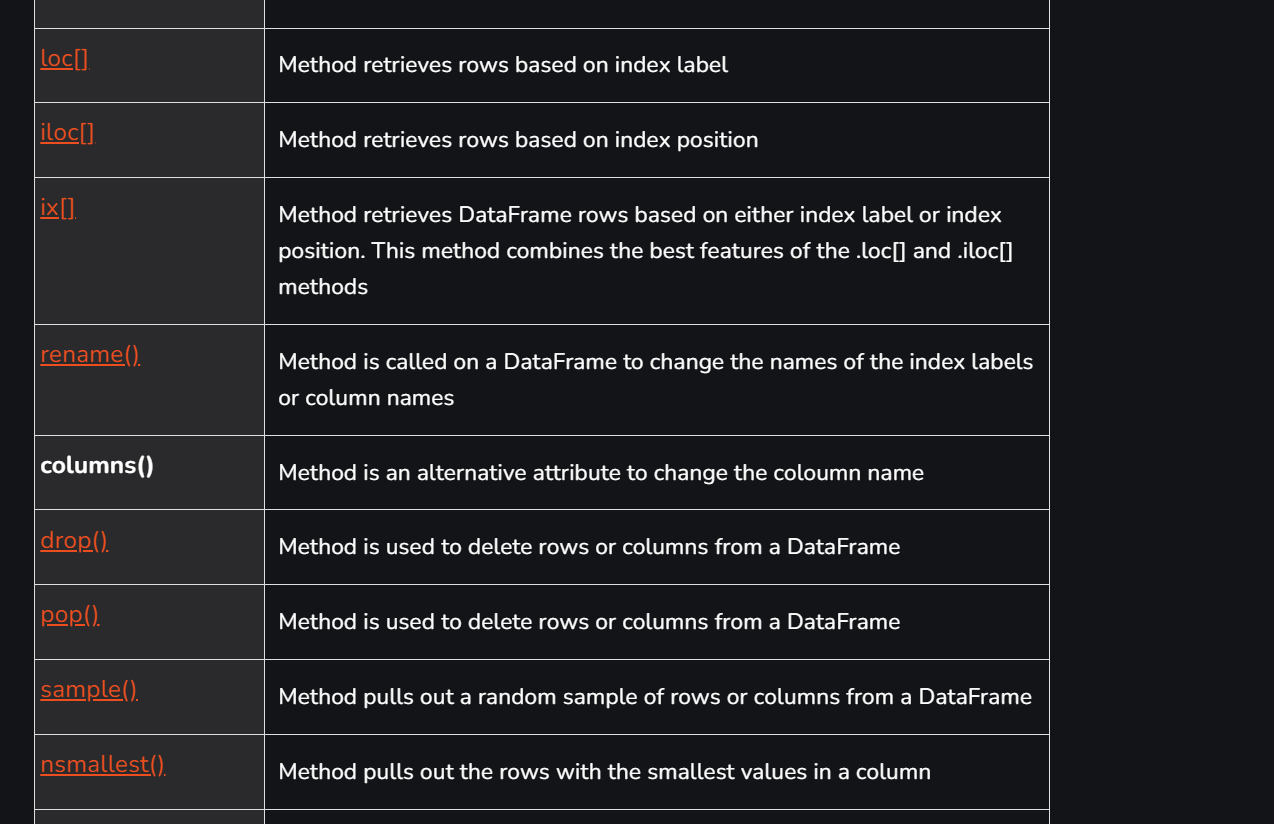 loc[]
Method retrieves rows based on index label
iloc[]
Method retrieves rows based on index position
ix[]
Method retrieves DataFrame rows based on either index label or index
position. This method combines the best features of the .loc[] and .iloc[]
methods
rename()
Method is called on a DataFrame to change the names of the index labels
or column names
columns()
Method is an alternative attribute to change the coloumn name
drop()
Method is used to delete rows or columns from a DataFrame
pop()
Method is used to delete rows or columns from a DataFrame
sample()
Method pulls out a random sample of rows or columns from a DataFrame
nsmallest()
Method pulls out the rows with the smallest values in a column